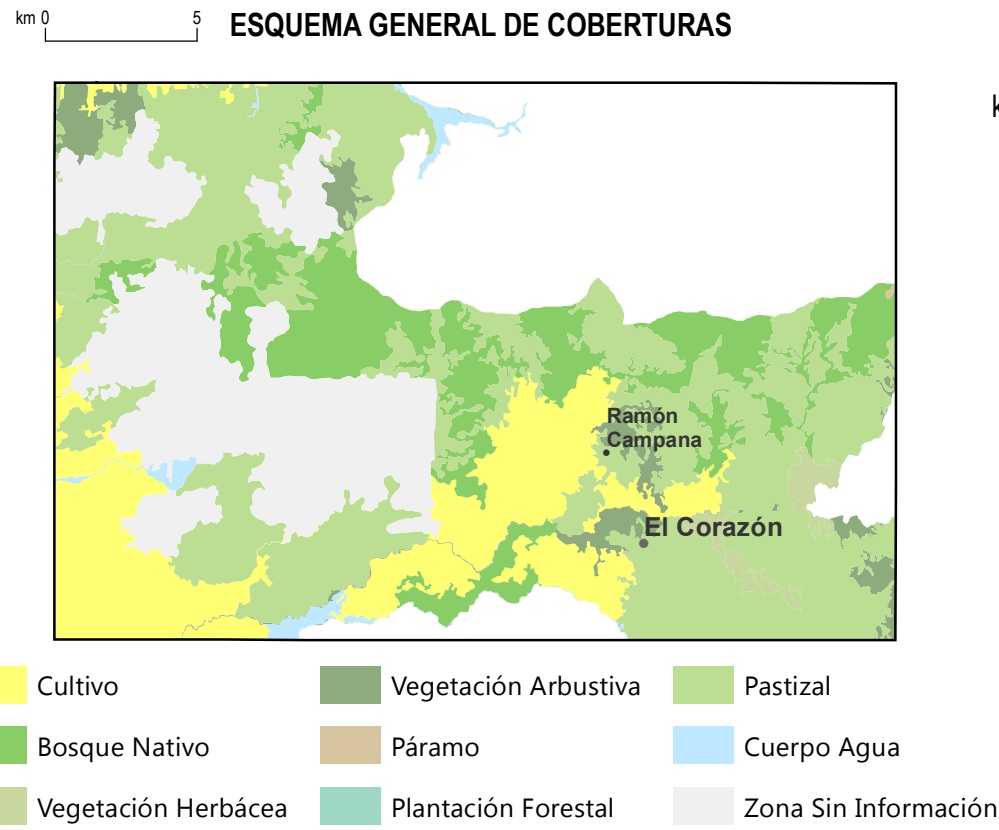 km 0 5 ESQUEMA GENERAL DE COBERTURAS
k
Ramón
Campana
El Corazón
Cultivo Vegetación Arbustiva Pastizal
Bosque Nativo Páramo Cuerpo Agua
Vegetación Herbácea Plantación Forestal Zona Sin Información